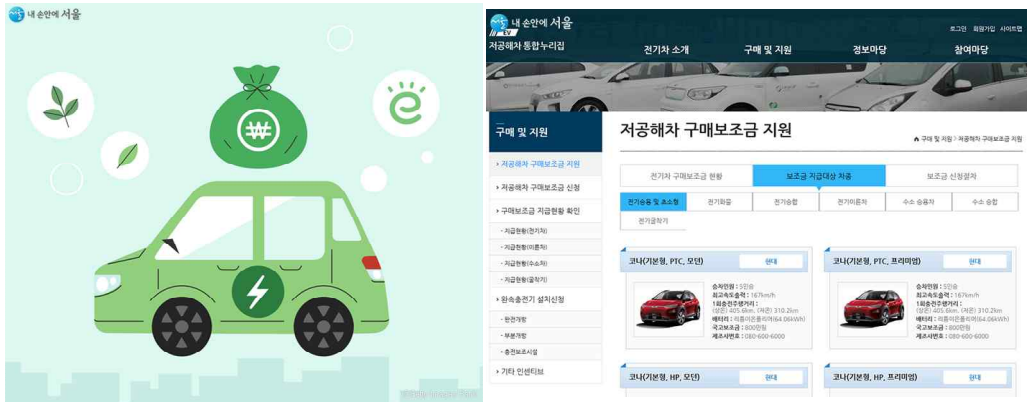 내 손안에 서울
₩
e
내 손안에 서울
EV
저공해차 통합누리집
로그인 회원가입 사이트맵
전기차 소개 구매 및 지원 정보마당 참여마당
구매 및 지원
› 저공해차 구매보조금 지원
› 저공해차 구매보조금 신청
› 구매보조금 지급현황 확인
- 지급현황(전기차)
- 지급현황(이륜차)
- 지급현황(수소차)
- 지급현황(굴착기)
› 완속충전기 설치신청
- 완전개방
- 부분개방
- 충전보조시설
› 기타 인센티브
저공해차 구매보조금 지원
구매 및 지원 > 저공해차 구매보조금 지원
전기차 구매보조금 현황 보조금 지급대상 차종 보조금 신청절차
전기승용 및 초소형 전기화물 전기승합 전기이륜차 수소 승용차 수소 승합
전기굴착기
코나(기본형, PTC, 모던) 현대
승차인원 : 5인승
최고속도출력 : 167km/h
1회충전주행거리 :
(상온) 405.6km, (저온) 310.2km
배터리 : 리튬이온폴리머(64.06kWh)
국고보조금 : 800만원
제조사번호 : 080-600-6000
코나(기본형, PTC, 프리미엄) 현대
승차인원 : 5인승
최고속도출력 : 167km/h
1회충전주행거리 :
(상온) 405.6km, (저온) 310.2km
배터리 : 리튬이온폴리머(64.06kWh)
국고보조금 : 800만원
제조사번호 : 080-600-6000
코나(기본형, HP, 모던) 현대
코나(기본형, HP, 프리미엄) 현대